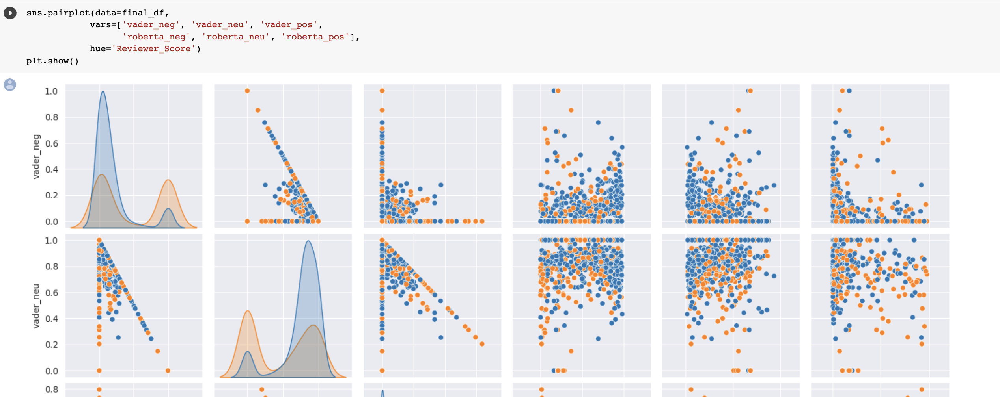 sns.pairplot(data=final_df,
vars=['vader_neg', 'vader_neu', 'vader_pos',
'roberta_neg', 'roberta_neu', 'roberta_pos'],
hue='Reviewer_Score')
plt.show()
1.0
0.8
0.6
0.4
0.2
0.0
vader_neg
1.0
0.8
0.6
0.4
0.2
0.0
vader_neu
0.8